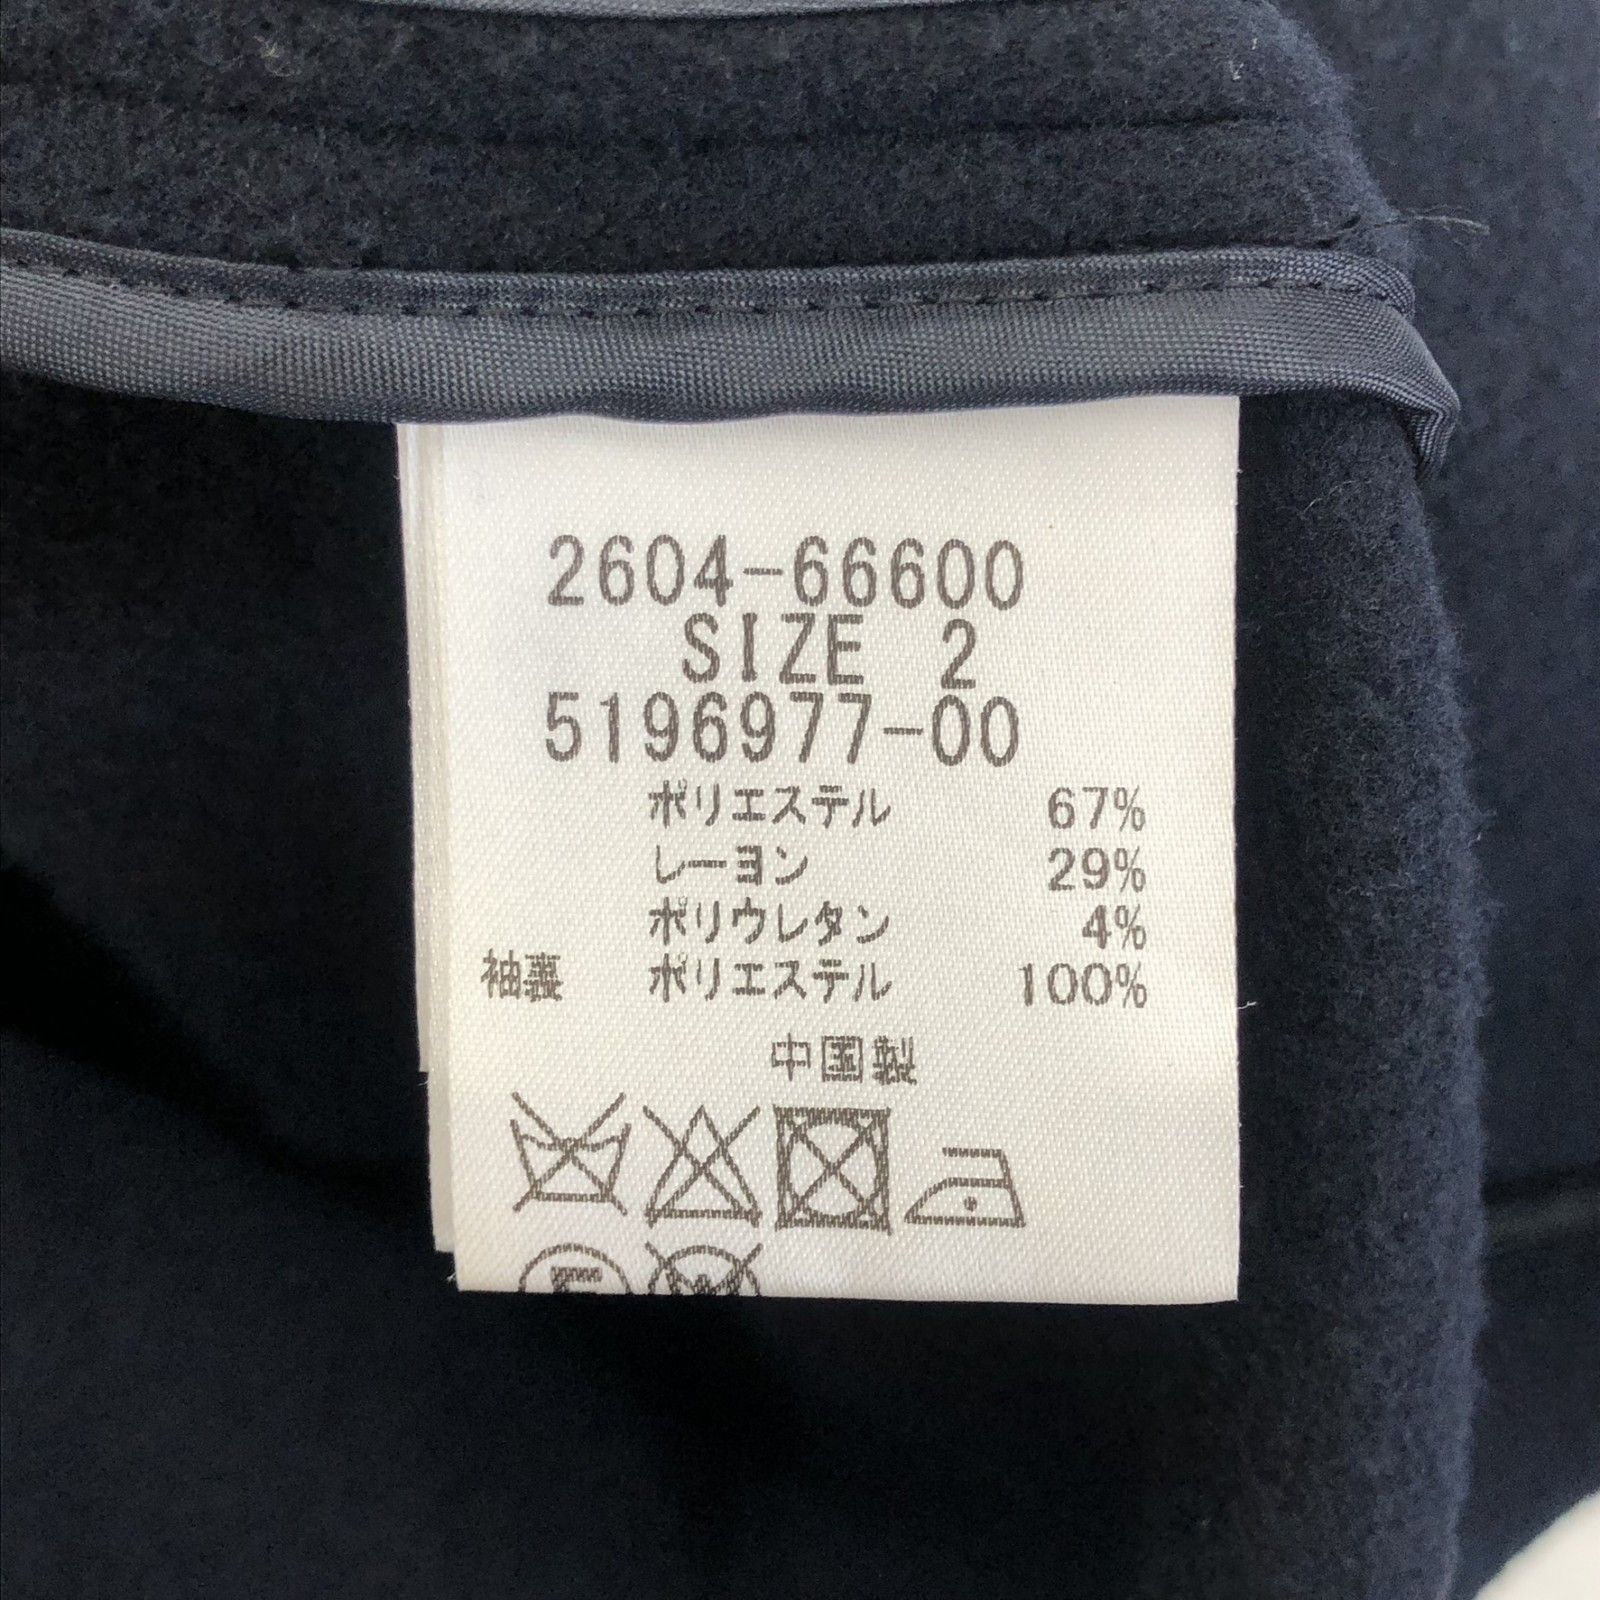 2604-66600
SIZE 2
5196977-00
ポリエステル 67%
レーヨン 29%
ポリウレタン 4%
袖裏 ポリエステル 100%
中国製